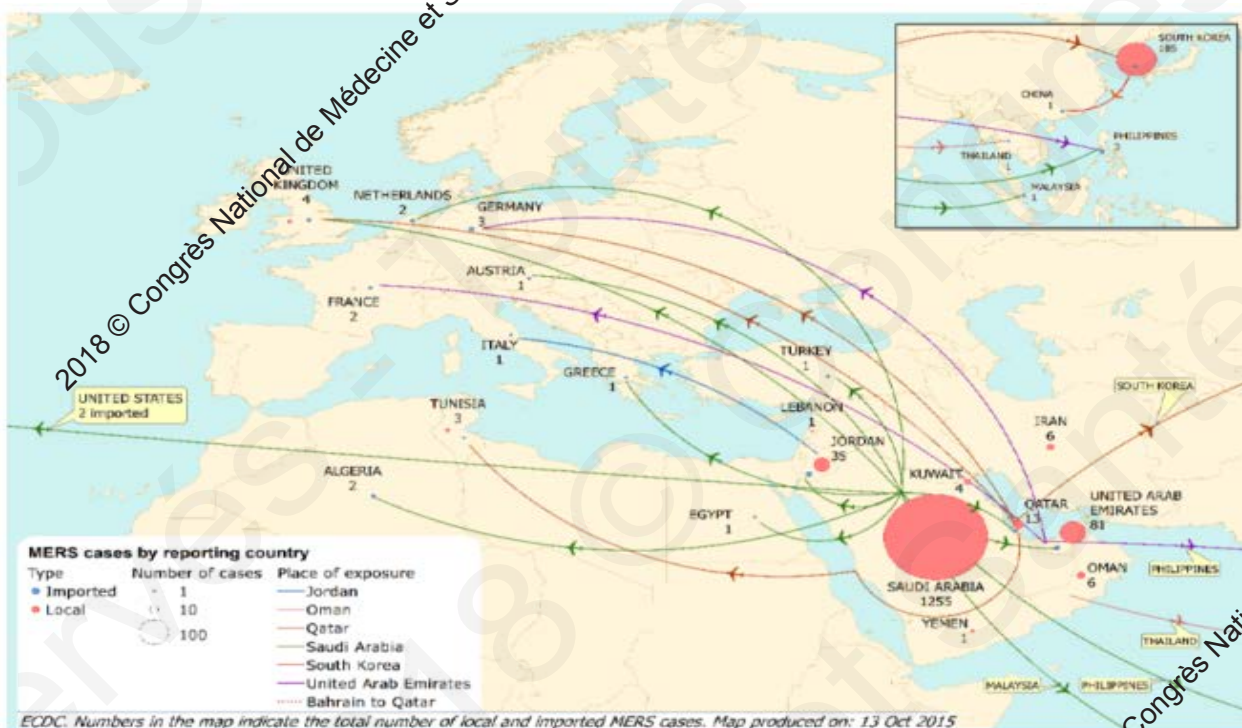 2018 © Congrès National de Médecine et
SOUTH KOREA
185
CHINA
1
PHILIPPINES
2
THAILAND
1
MALAYSIA
1
UNITED
KINGDOM
4
NETHERLANDS
2
GERMANY
3
AUSTRIA
1
FRANCE
2
ITALY
1
GREECE
1
TURKEY
1
UNITED STATES
2 imported
TUNISIA
3
LEBANON
1
JORDAN
35
IRAN
6
SOUTH KOREA
ALGERIA
2
KUWAIT
4
QATAR
13
UNITED ARAB
EMIRATES
81
EGYPT
1
PHILIPPINES
SAUDI ARABIA
1255
OMAN
6
YEMEN
1
THAILAND
MALAYSIA
PHILIPPINES
MERS cases by reporting country
Type Number of cases Place of exposure
Imported 1 Jordan
Local 10 Oman
100 Qatar
Saudi Arabia
South Korea
United Arab Emirates
Bahrain to Qatar
ECDC. Numbers in the map indicate the total number of local and imported MERS cases. Map produced on: 13 Oct 2015
Congrès Nati